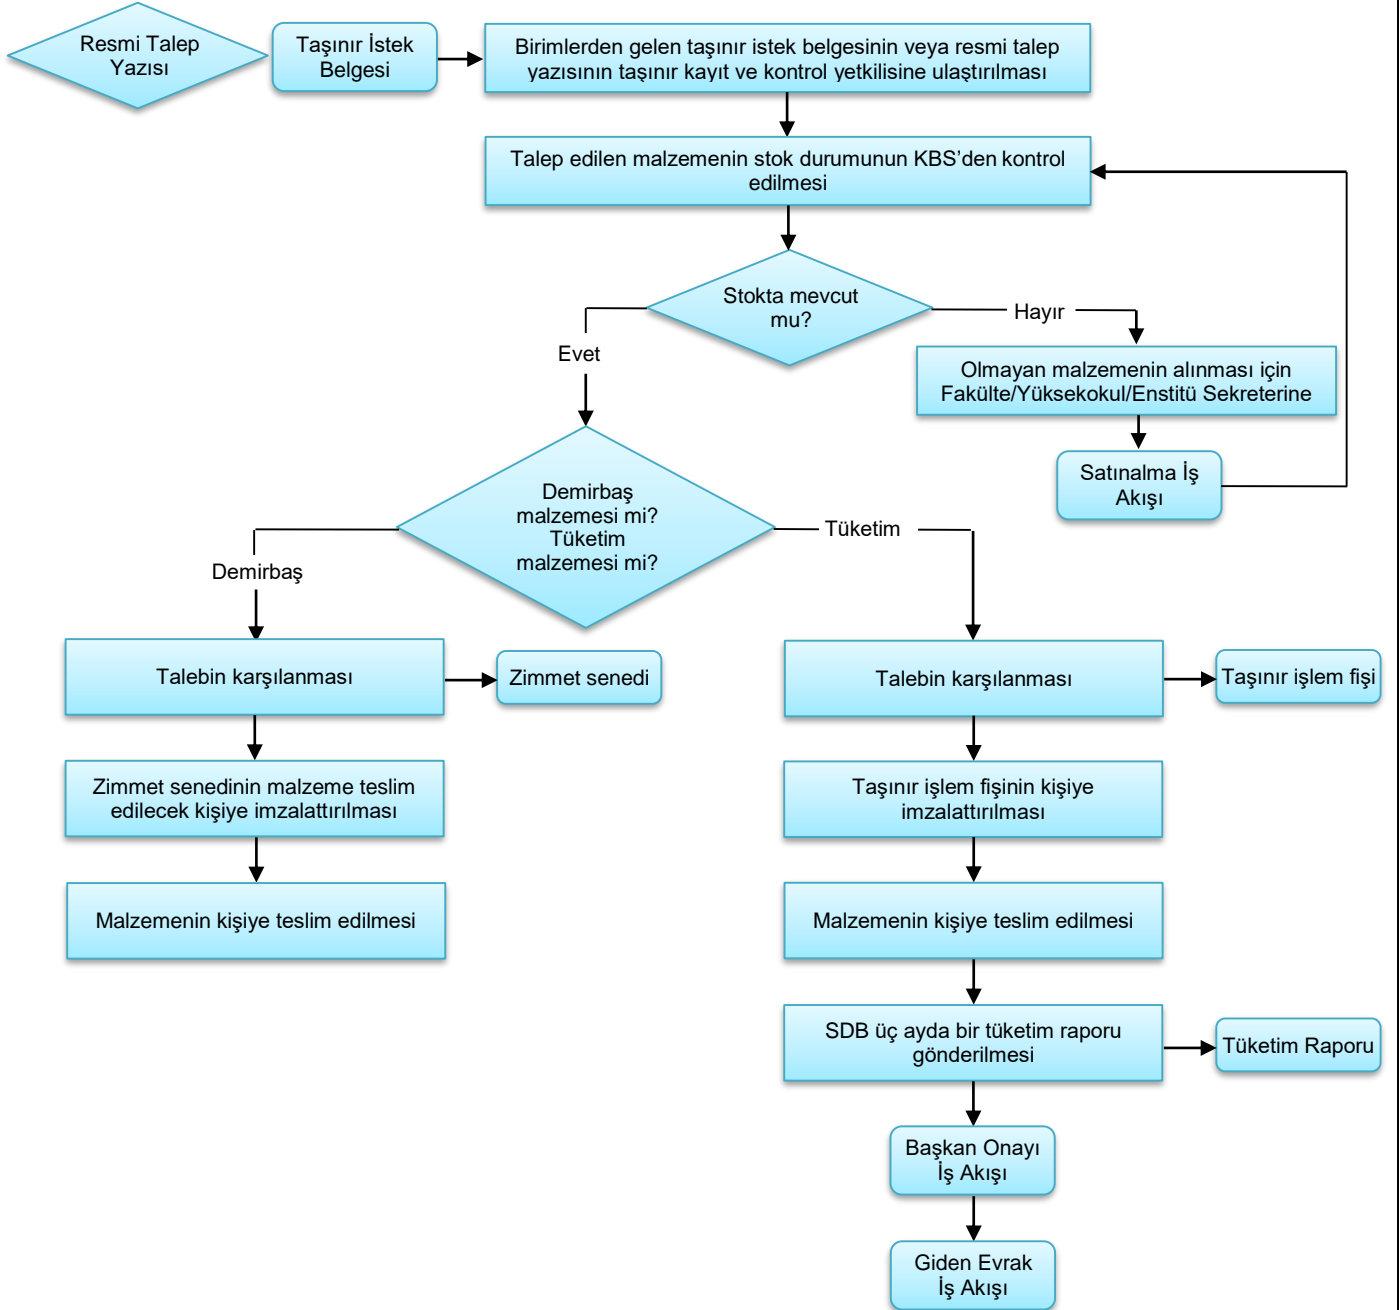 Resmi Talep
Yazısı
Taşınır İstek
Belgesi
Birimlerden gelen taşınır istek belgesinin veya resmi talep
yazısının taşınır kayıt ve kontrol yetkilisine ulaştırılması
Talep edilen malzemenin stok durumunun KBS’den kontrol
edilmesi
Stokta mevcut
mu?
Hayır
Evet
Olmayan malzemenin alınması için
Fakülte/Yüksekokul/Enstitü Sekreterine
Satınalma İş
Akışı
Demirbaş
malzemesi mi?
Tüketim
malzemesi mi?
Tüketim
Demirbaş
Talebin karşılanması
Zimmet senedi
Talebin karşılanması
Taşınır işlem fişi
Zimmet senedinin malzeme teslim
edilecek kişiye imzalattırılması
Taşınır işlem fişinin kişiye
imzalattırılması
Malzemenin kişiye teslim edilmesi
Malzemenin kişiye teslim edilmesi
SDB üç ayda bir tüketim raporu
gönderilmesi
Tüketim Raporu
Başkan Onayı
İş Akışı
Giden Evrak
İş Akışı